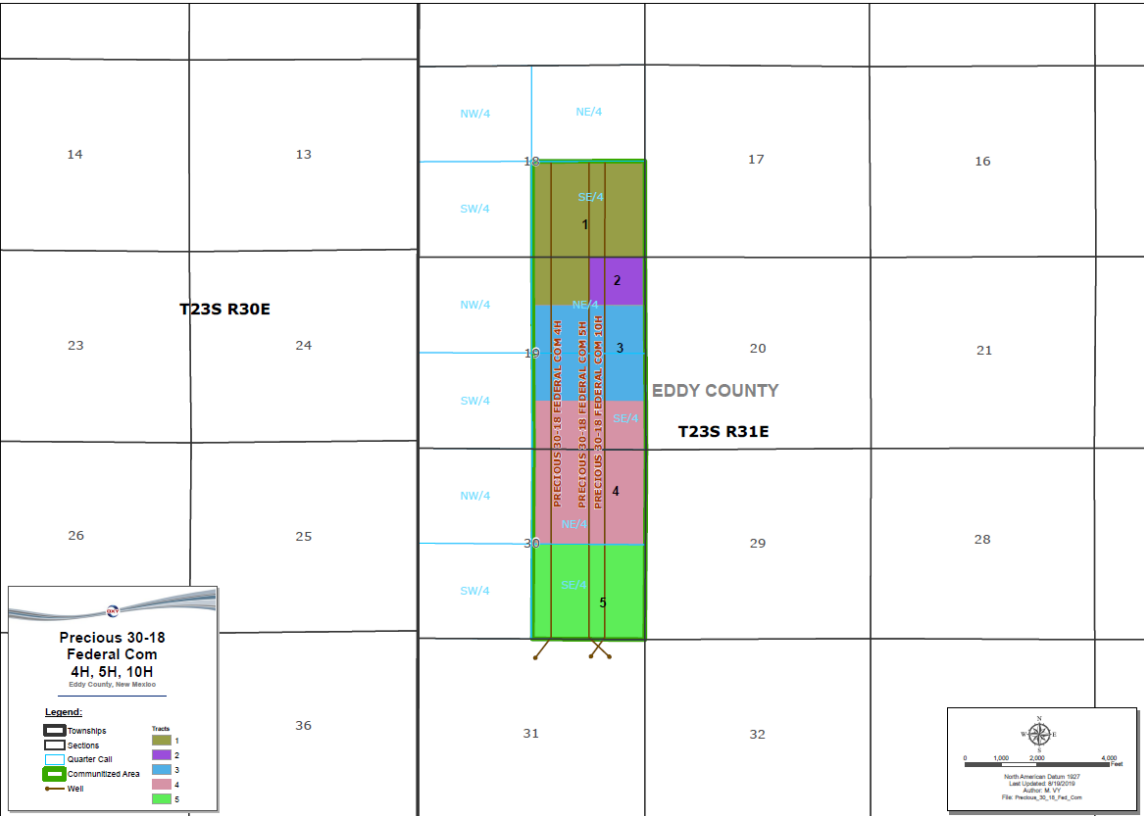 NW/4
NE/4
14
13
18
17
16
SW/4
SE/4
1
2
T23S R30E
NW/4
NE/4
23
24
19
3
20
21
PRECIOUS 30-18 FEDERAL COM 4H
PRECIOUS 30-18 FEDERAL COM 5H
PRECIOUS 30-18 FEDERAL COM 10H
EDDY COUNTY
SW/4
SE/4
T23S R31E
NW/4
4
NE/4
26
25
30
29
28
SW/4
SE/4
5
36
31
32
OXY
Precious 30-18
Federal Com
4H, 5H, 10H
Eddy County, New Mexico
Legend:
Townships
Sections
Quarter Call
Communitized Area
Well
Tracts
1
2
3
4
5
N
W
E
S
0 1,000 2,000 4,000
Feet
North American Datum 1927
Last Updated: 8/19/2019
Author: M. VY
File: Precious_30_18_Fed_Com